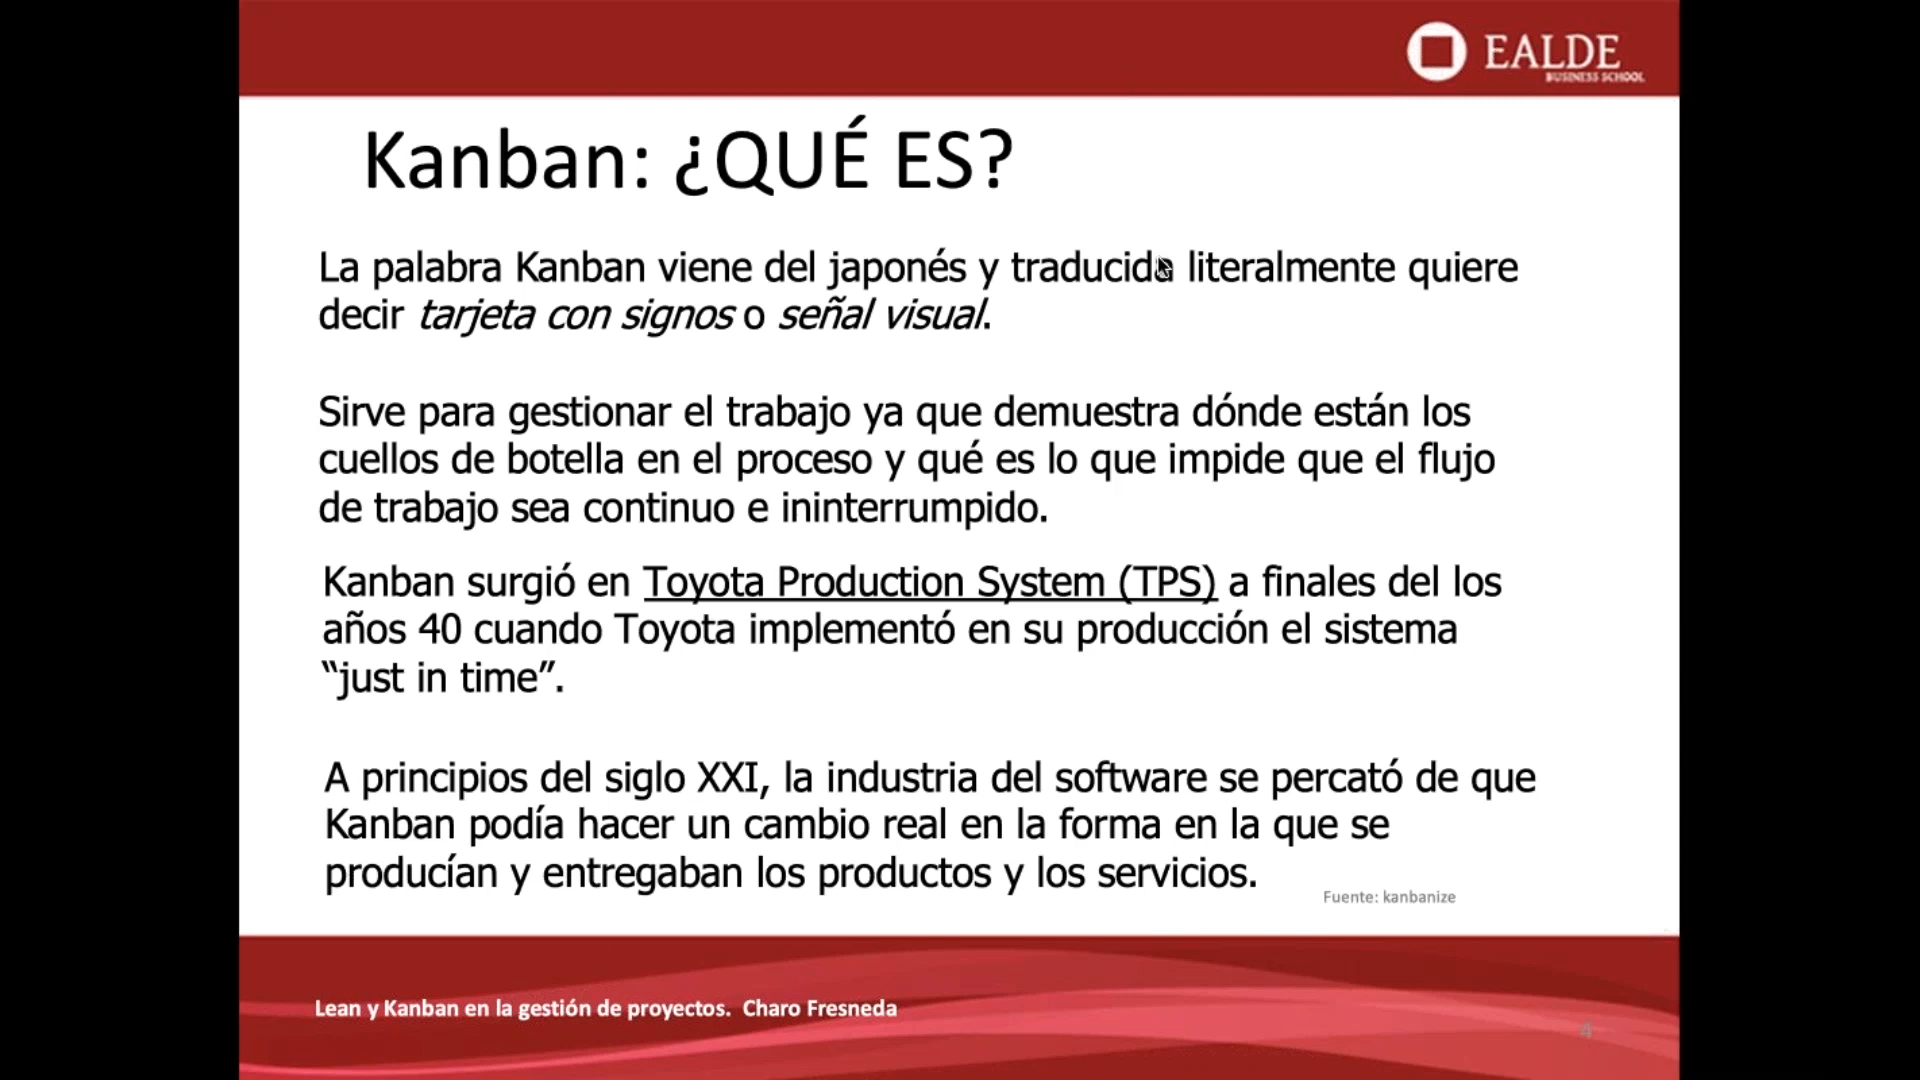 EALDE
BUSINESS SCHOOL
Kanban: ¿QUÉ ES?
La palabra Kanban viene del japonés y traducida literalmente quiere
decir tarjeta con signos o señal visual.
Sirve para gestionar el trabajo ya que demuestra dónde están los
cuellos de botella en el proceso y qué es lo que impide que el flujo
de trabajo sea continuo e ininterrumpido.
Kanban surgió en Toyota Production System (TPS) a finales del los
años 40 cuando Toyota implementó en su producción el sistema
“just in time”.
A principios del siglo XXI, la industria del software se percató de que
Kanban podía hacer un cambio real en la forma en la que se
producían y entregaban los productos y los servicios.
Fuente: kanbanize
Lean y Kanban en la gestión de proyectos. Charo Fresneda
4